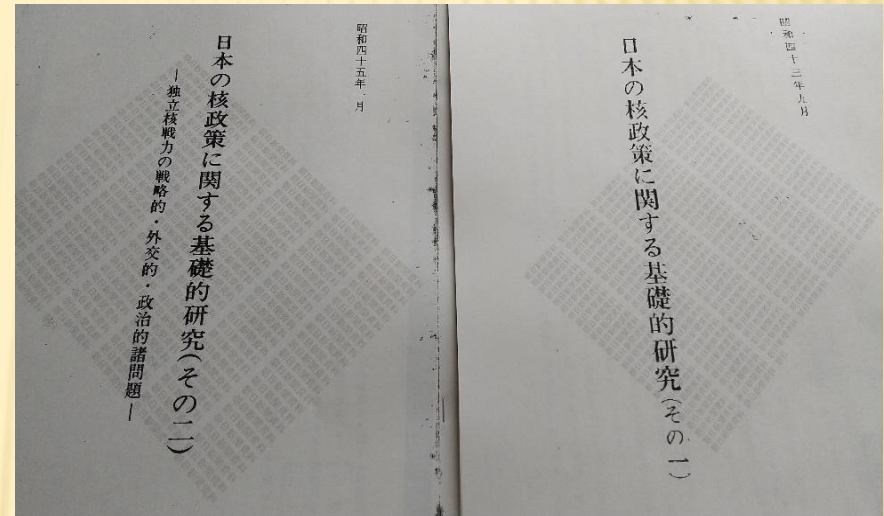 昭和四十三年九月
日本の核政策に関する基礎的研究(その一)
昭和四十五年一月
日本の核政策に関する基礎的研究(その二)
―独立核戦力の戦略的・外交的・政治的諸問題―